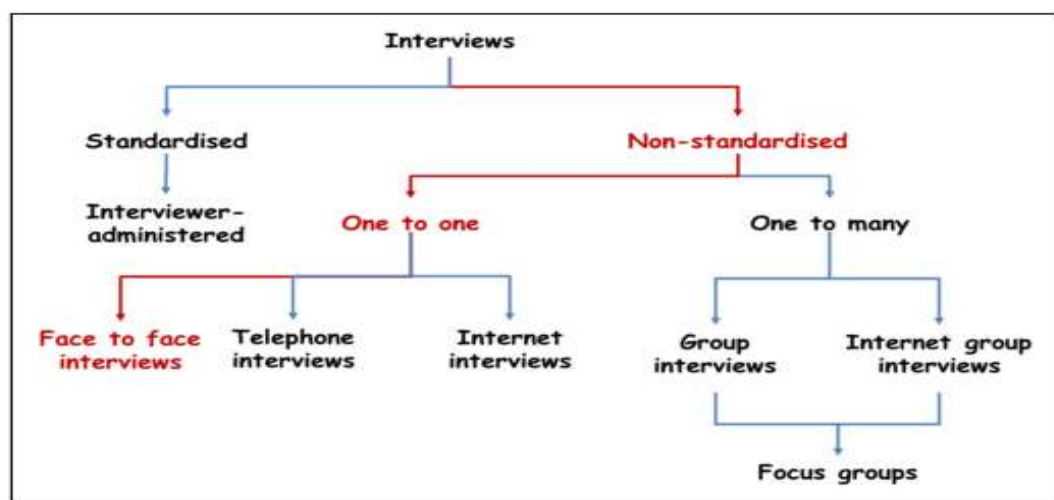 Interviews
Standardised
Non-standardised
Interviewer-
administered
One to one
One to many
Face to face
interviews
Telephone
interviews
Internet
interviews
Group
interviews
Internet group
interviews
Focus groups